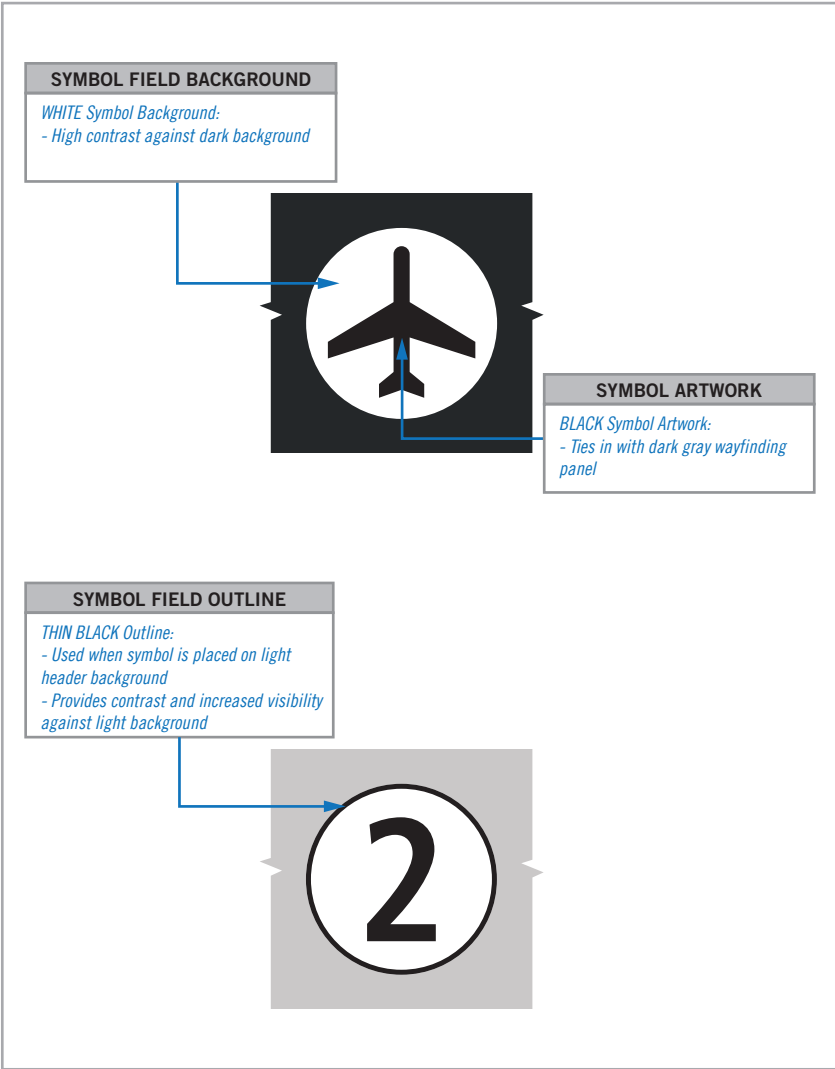 SYMBOL FIELD BACKGROUND
WHITE Symbol Background:
- High contrast against dark background
SYMBOL ARTWORK
BLACK Symbol Artwork:
- Ties in with dark gray wayfinding
panel
SYMBOL FIELD OUTLINE
THIN BLACK Outline:
- Used when symbol is placed on light
header background
- Provides contrast and increased visibility
against light background
2